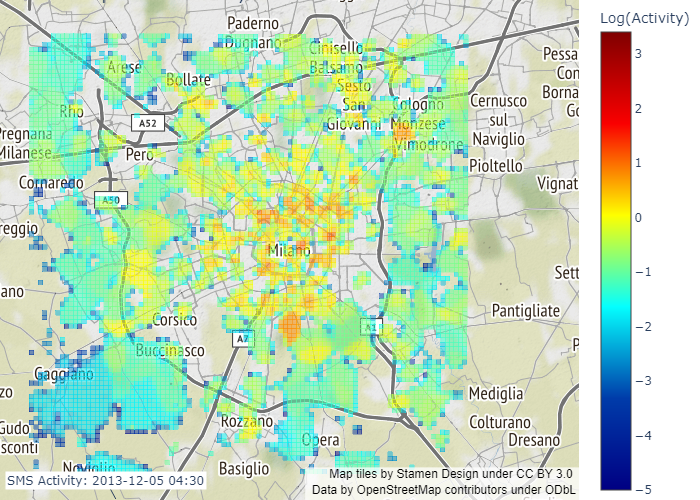 Log(Activity)
3
2
1
0
−1
−2
−3
−4
−5
Paderno
Dugnano
Cinisello
Balsamo
Arese
Bollate
Sesto
San
Giovanni
Cologno
Monzese
Vimodrone
Cernusco
sul
Naviglio
Pioltello
Pessa
Con
Borna
Go
Vignat
Rho
A52
Pregnana
Milanese
Pero
Cornaredo
A50
reggio
Milano
Sett
ano
Pantigliate
Corsico
A7
A1
Buccinasco
P
Gaggiano
zo
Mediglia
Gudo
sconti
Rozzano
Colturano
Dresano
Opera
Noviglio
Basiglio
SMS Activity: 2013-12-05 04:30
Map tiles by Stamen Design under CC BY 3.0
Data by OpenStreetMap contributors under ODbL